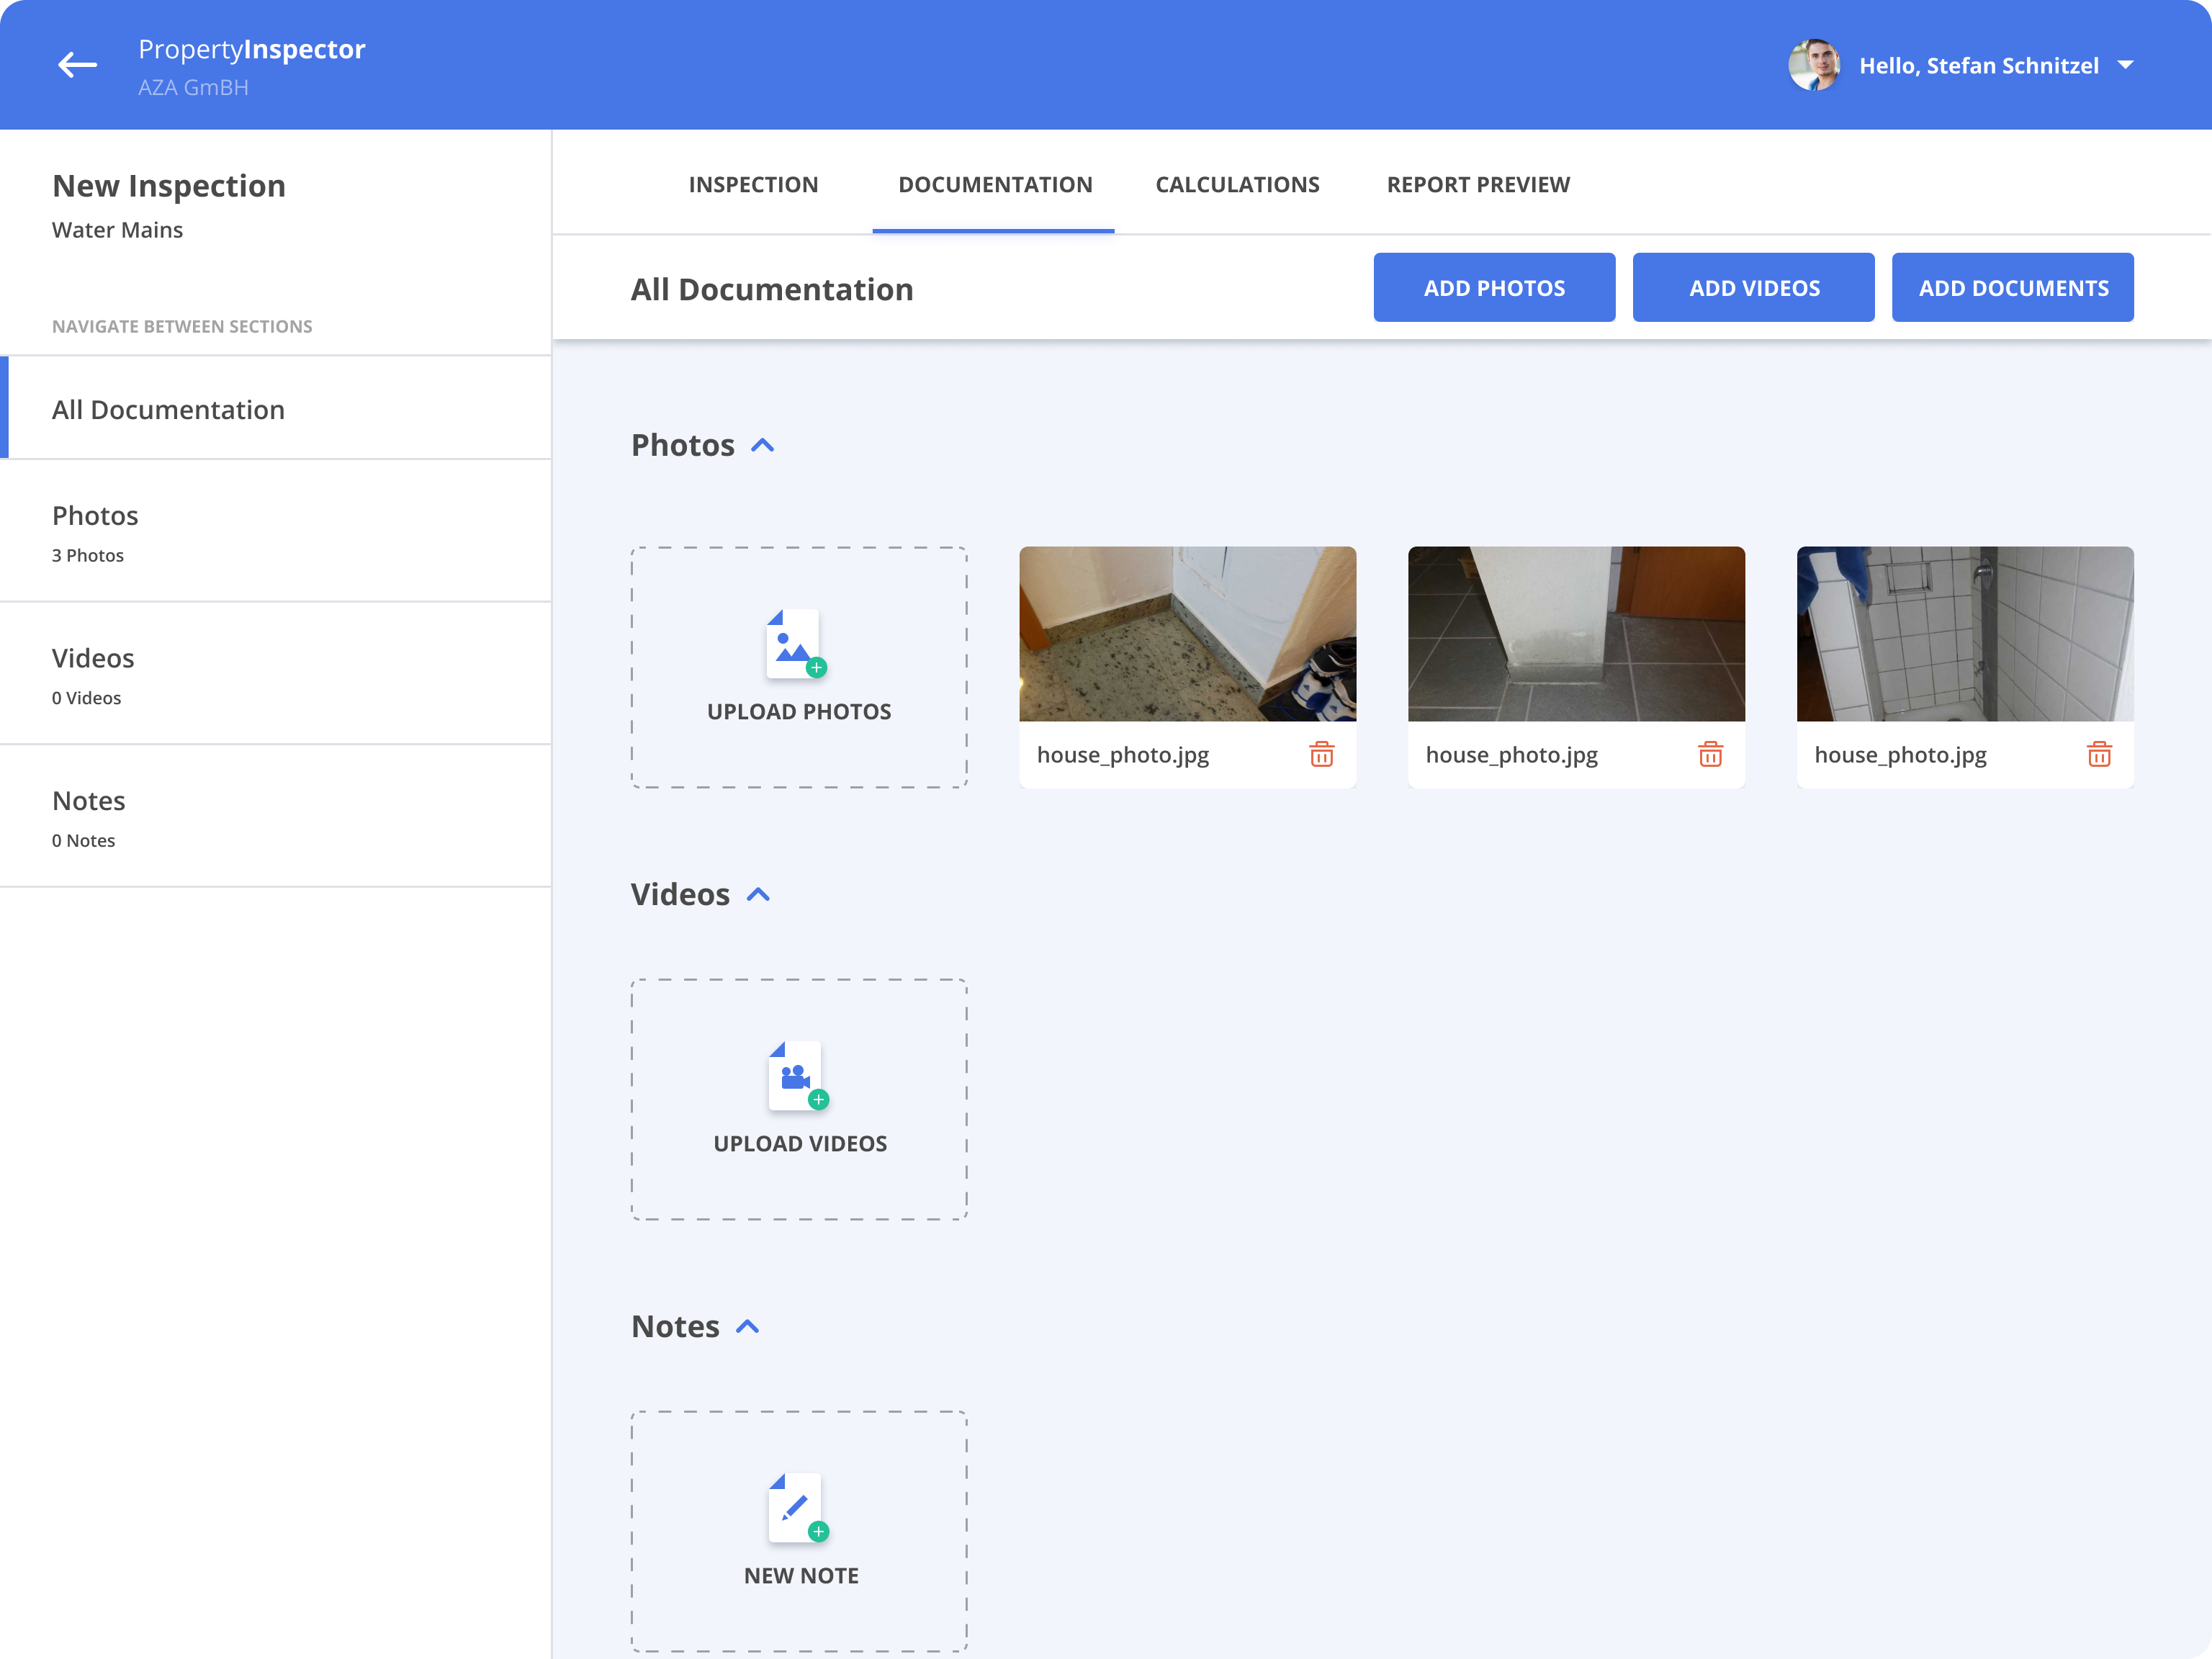 PropertyInspector
AZA GmBH
Hello, Stefan Schnitzel
New Inspection
Water Mains
NAVIGATE BETWEEN SECTIONS
All Documentation
Photos
3 Photos
Videos
0 Videos
Notes
0 Notes
INSPECTION
DOCUMENTATION
CALCULATIONS
REPORT PREVIEW
All Documentation
ADD PHOTOS
ADD VIDEOS
ADD DOCUMENTS
Photos
UPLOAD PHOTOS
house_photo.jpg
house_photo.jpg
house_photo.jpg
Videos
UPLOAD VIDEOS
Notes
NEW NOTE